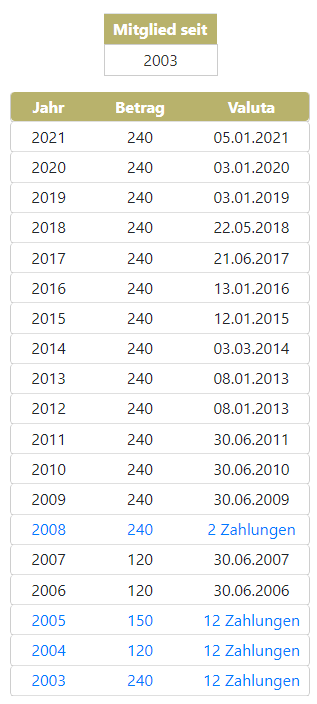 Mitglied seit
2003
Jahr Betrag Valuta
2021 240 05.01.2021
2020 240 03.01.2020
2019 240 03.01.2019
2018 240 22.05.2018
2017 240 21.06.2017
2016 240 13.01.2016
2015 240 12.01.2015
2014 240 03.03.2014
2013 240 08.01.2013
2012 240 08.01.2013
2011 240 30.06.2011
2010 240 30.06.2010
2009 240 30.06.2009
2008 240 2 Zahlungen
2007 120 30.06.2007
2006 120 30.06.2006
2005 150 12 Zahlungen
2004 120 12 Zahlungen
2003 240 12 Zahlungen